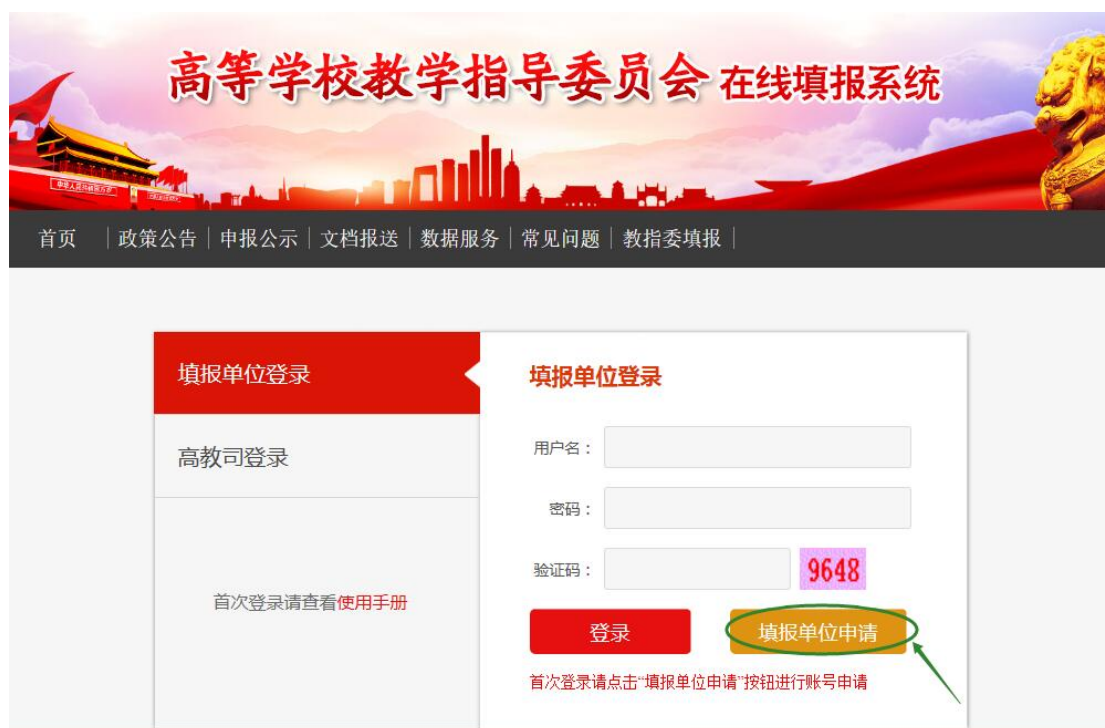 高等学校教学指导委员会 在线填报系统
首页 | 政策公告 | 申报公示 | 文档报送 | 数据服务 | 常见问题 | 教指委填报 |
填报单位登录
高教司登录
首次登录请查看使用手册
填报单位登录
用户名：
密码：
验证码：
9648
登录
填报单位申请
首次登录请点击“填报单位申请”按钮进行账号申请